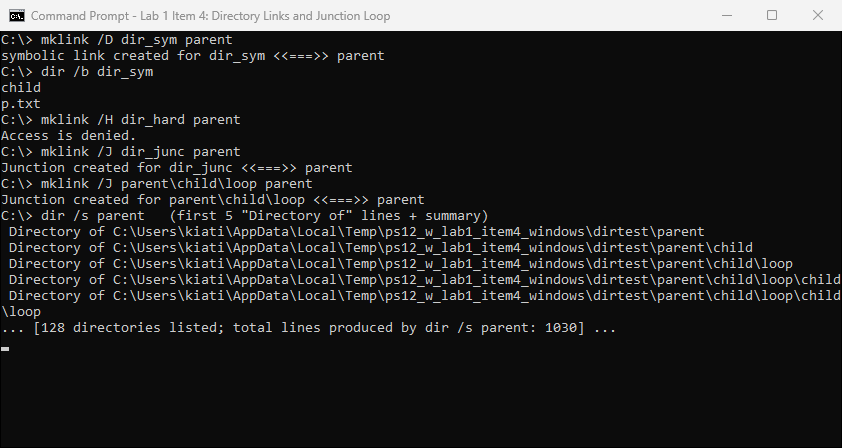 Command Prompt - Lab 1 Item 4: Directory Links and Junction Loop
C:\> mklink /D dir_sym parent
symbolic link created for dir_sym <<===>> parent
C:\> dir /b dir_sym
child
p.txt
C:\> mklink /H dir_hard parent
Access is denied.
C:\> mklink /J dir_junc parent
Junction created for dir_junc <<===>> parent
C:\> mklink /J parent\child\loop parent
Junction created for parent\child\loop <<===>> parent
C:\> dir /s parent   (first 5 "Directory of" lines + summary)
 Directory of C:\Users\kiati\AppData\Local\Temp\ps12_w_lab1_item4_windows\dirtest\parent
 Directory of C:\Users\kiati\AppData\Local\Temp\ps12_w_lab1_item4_windows\dirtest\parent\child
 Directory of C:\Users\kiati\AppData\Local\Temp\ps12_w_lab1_item4_windows\dirtest\parent\child\loop
 Directory of C:\Users\kiati\AppData\Local\Temp\ps12_w_lab1_item4_windows\dirtest\parent\child\loop\child
 Directory of C:\Users\kiati\AppData\Local\Temp\ps12_w_lab1_item4_windows\dirtest\parent\child\loop\child
\loop
... [128 directories listed; total lines produced by dir /s parent: 1030] ...